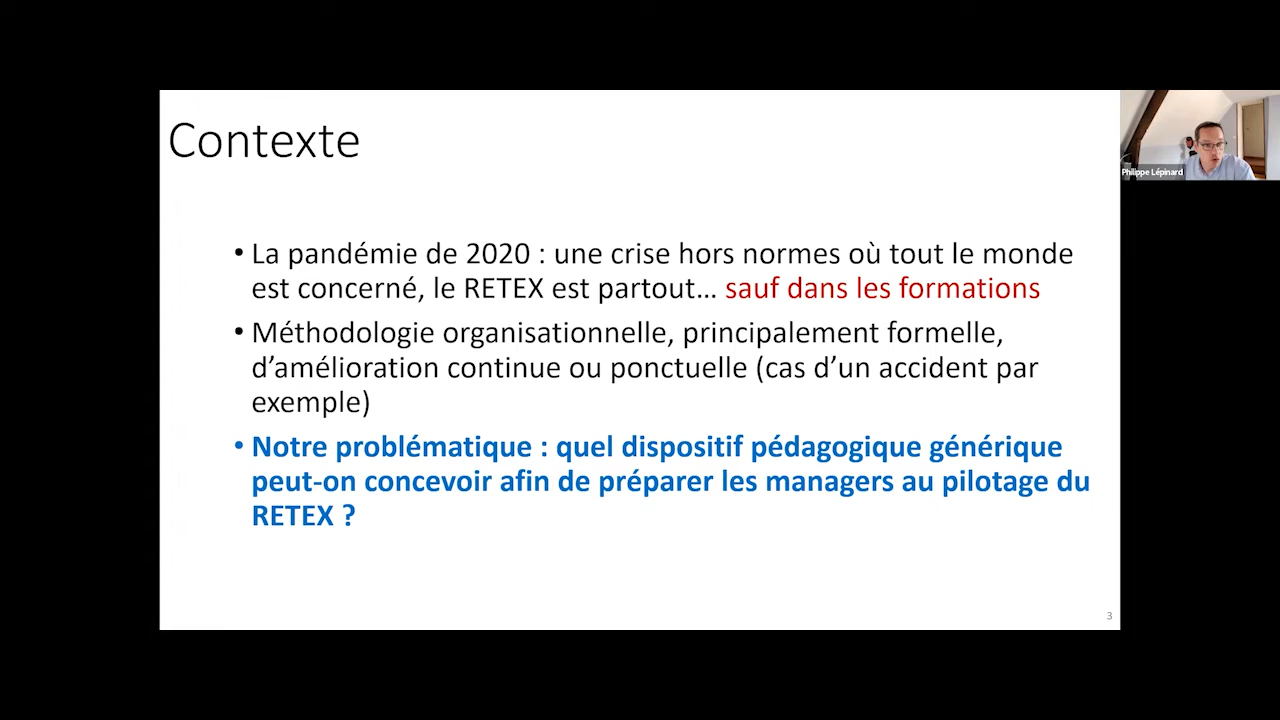 Contexte
• La pandémie de 2020 : une crise hors normes où tout le monde
est concerné, le RETEX est partout… sauf dans les formations
• Méthodologie organisationnelle, principalement formelle,
d’amélioration continue ou ponctuelle (cas d’un accident par
exemple)
• Notre problématique : quel dispositif pédagogique générique
peut-on concevoir afin de préparer les managers au pilotage du
RETEX ?
3
Philippe Lépinard